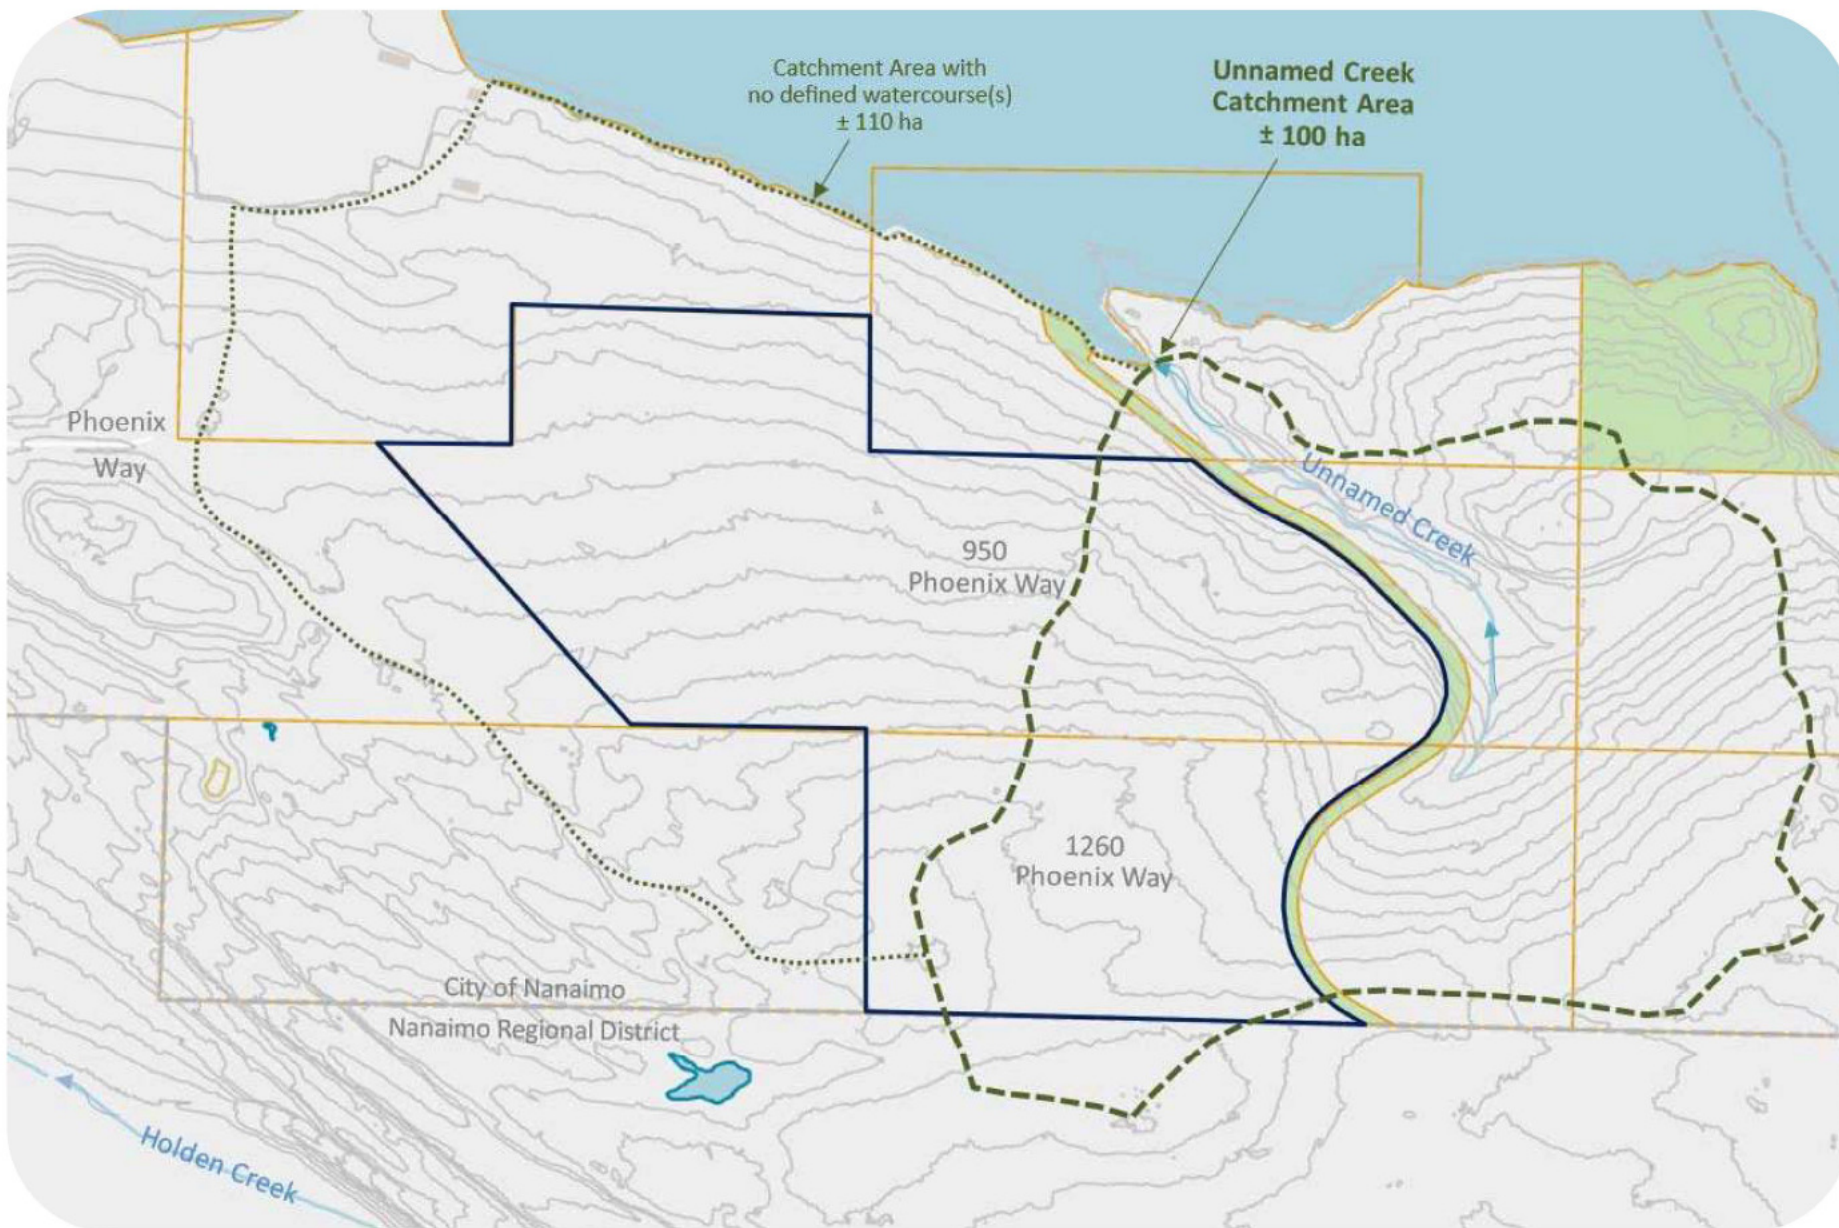 Catchment Area with
no defined watercourse(s)
± 110 ha
Unnamed Creek
Catchment Area
± 100 ha
Phoenix
Way
Unnamed Creek
950
Phoenix Way
1260
Phoenix Way
City of Nanaimo
Nanaimo Regional District
Holden Creek